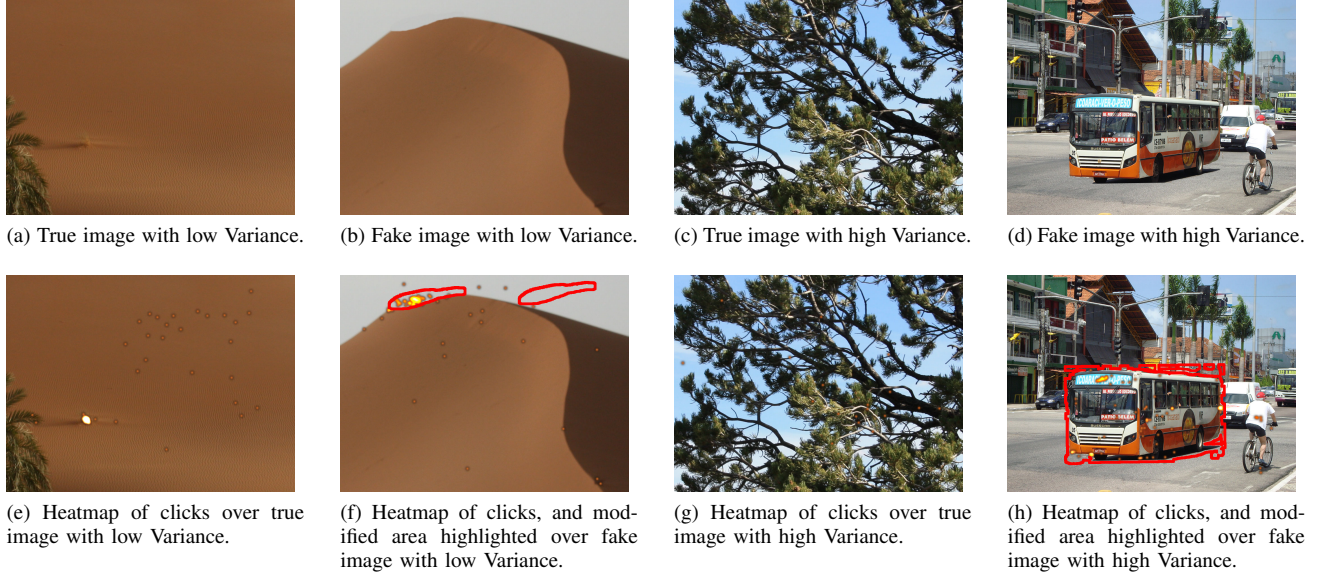 (a) True image with low Variance.
(b) Fake image with low Variance.
(c) True image with high Variance.
(d) Fake image with high Variance.
(e) Heatmap of clicks over true
image with low Variance.
(f) Heatmap of clicks, and mod-
ified area highlighted over fake
image with low Variance.
(g) Heatmap of clicks over true
image with high Variance.
(h) Heatmap of clicks, and mod-
ified area highlighted over fake
image with high Variance.